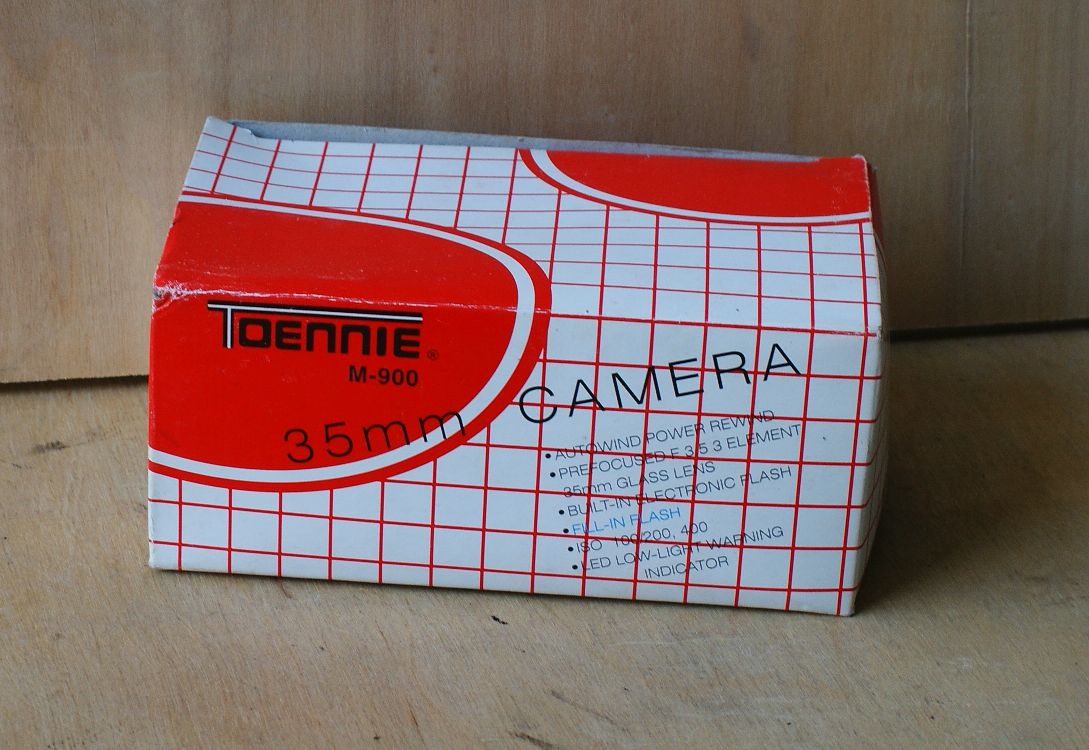 TOENNIE®
M-900
35mm CAMERA
• AUTOWIND POWER REWIND
• PREFOCUSED F 3.5 3 ELEMENT
35mm GLASS LENS
• BUILT-IN ELECTRONIC FLASH
• FILL-IN FLASH
• ISO 100/200, 400
• LED LOW-LIGHT WARNING
INDICATOR